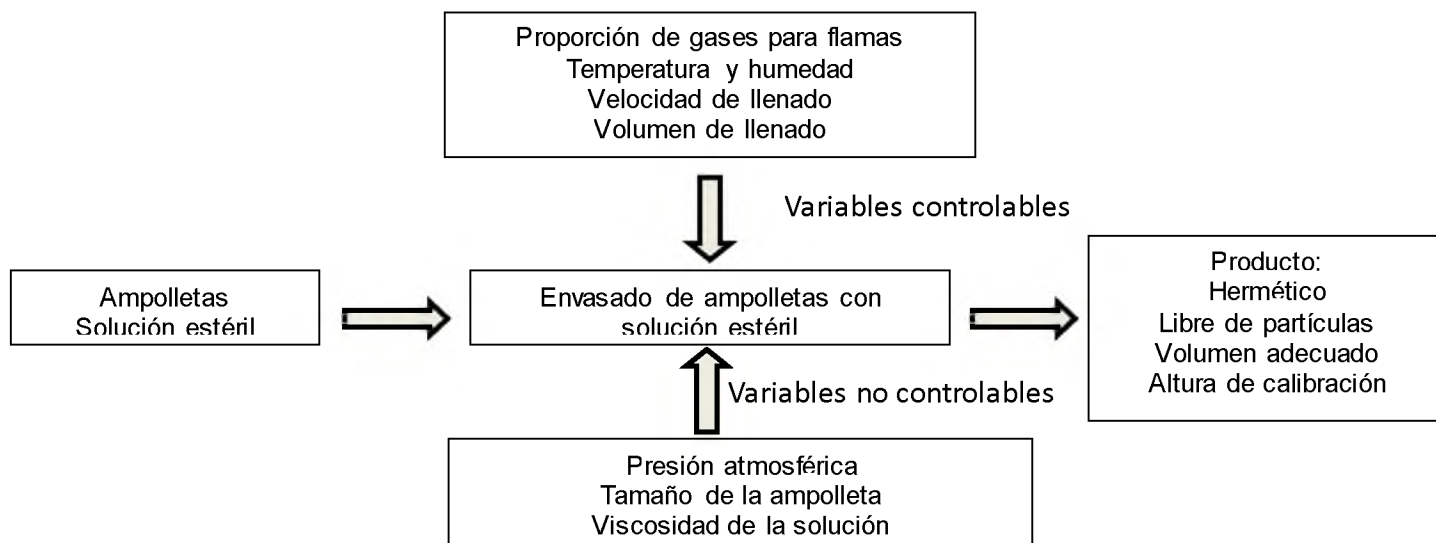 Proporción de gases para flamas
Temperatura y humedad
Velocidad de llenado
Volumen de llenado
Variables controlables
Ampolletas
Solución estéril
Envasado de ampolletas con
solución estéril
Producto:
Hermético
Libre de partículas
Volumen adecuado
Altura de calibración
Variables no controlables
Presión atmosférica
Tamaño de la ampolleta
Viscosidad de la solución